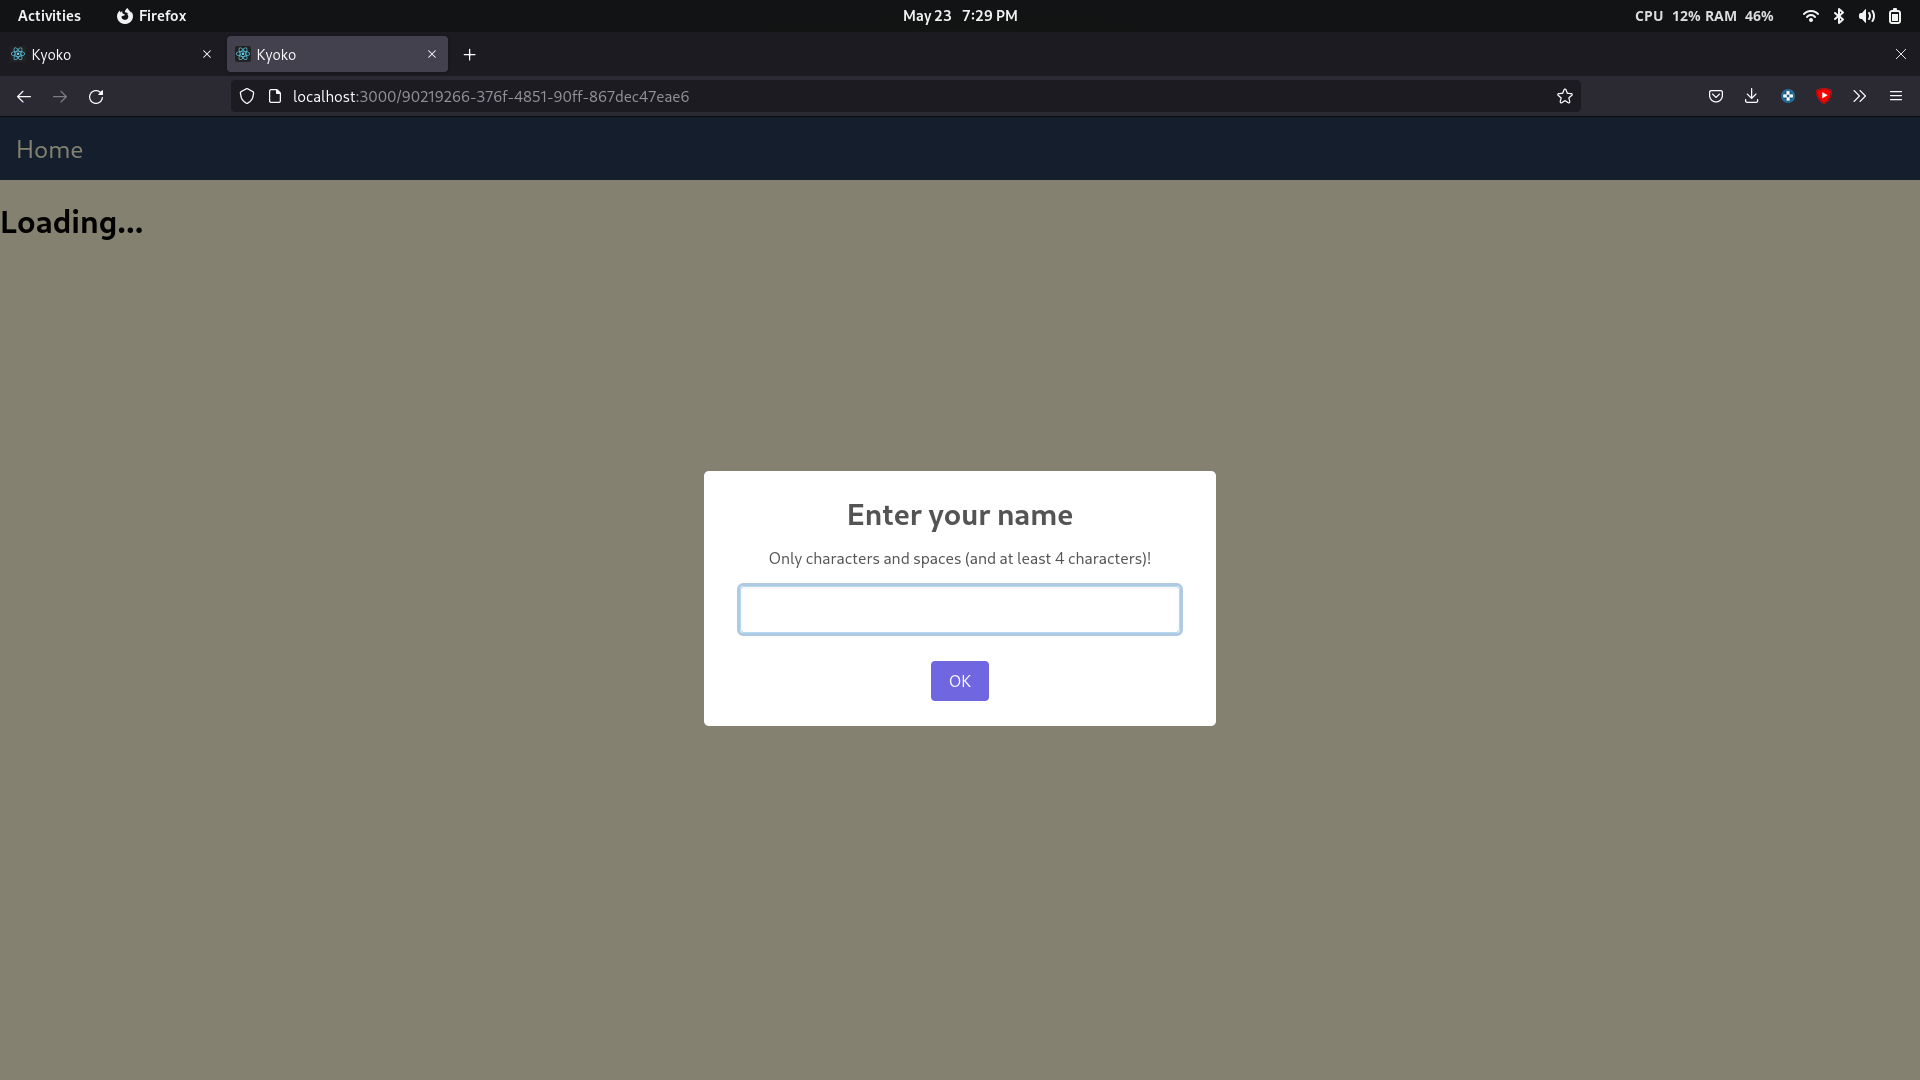 Activities Firefox May 23 7:29 PM CPU 12% RAM 46%
Kyoko Kyoko
localhost:3000/90219266-376f-4851-90ff-867dec47eae6
Home
Loading...
Enter your name
Only characters and spaces (and at least 4 characters)!
OK